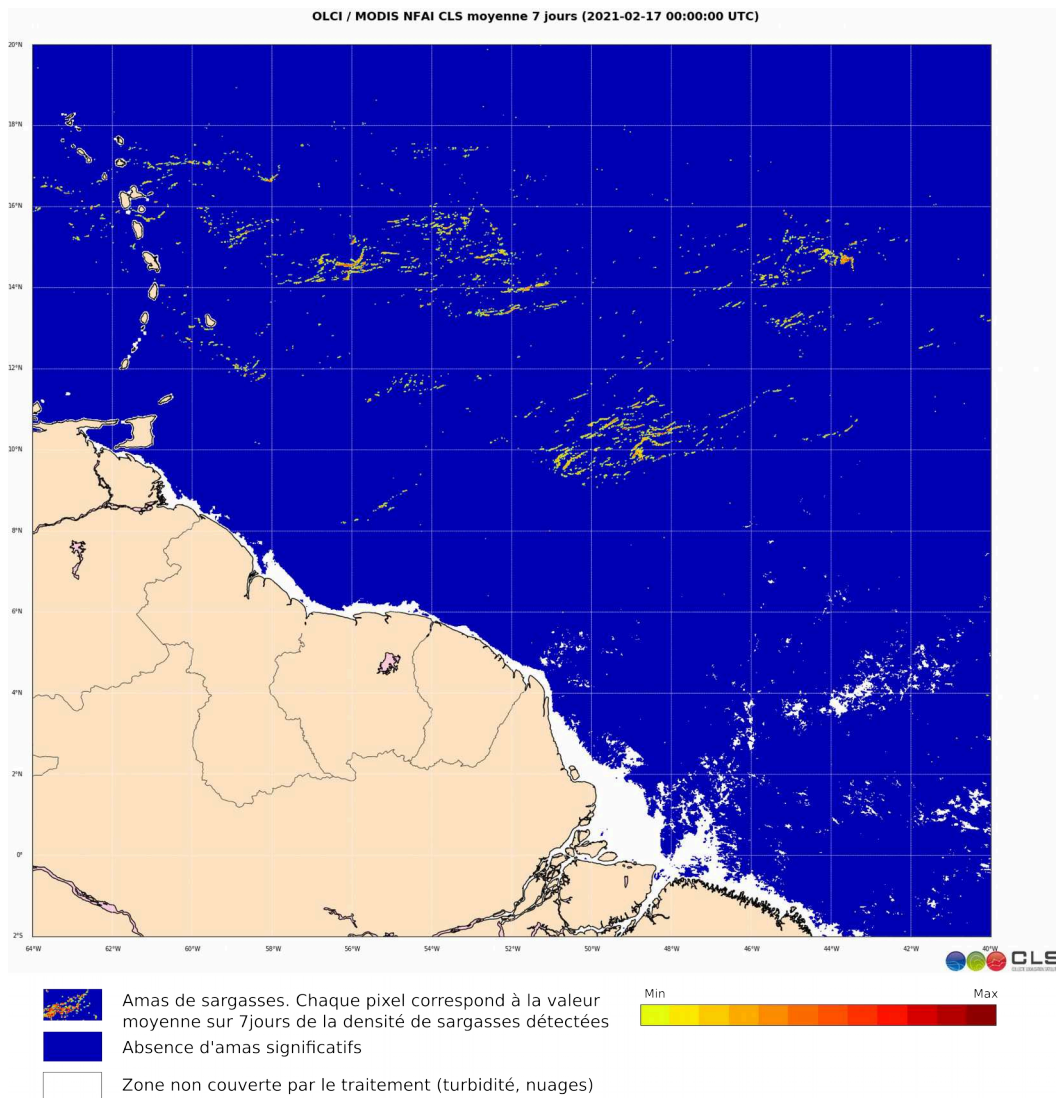 OLCI / MODIS NFAI CLS moyenne 7 jours (2021-02-17 00:00:00 UTC)
20°N
18°N
16°N
14°N
12°N
10°N
8°N
6°N
4°N
2°N
0°
2°S
64°W 62°W 60°W 58°W 56°W 54°W 52°W 50°W 48°W 46°W 44°W 42°W 40°W
CLS
Amas de sargasses. Chaque pixel correspond à la valeur
moyenne sur 7jours de la densité de sargasses détectées
Min Max
Absence d'amas significatifs
Zone non couverte par le traitement (turbidité, nuages)